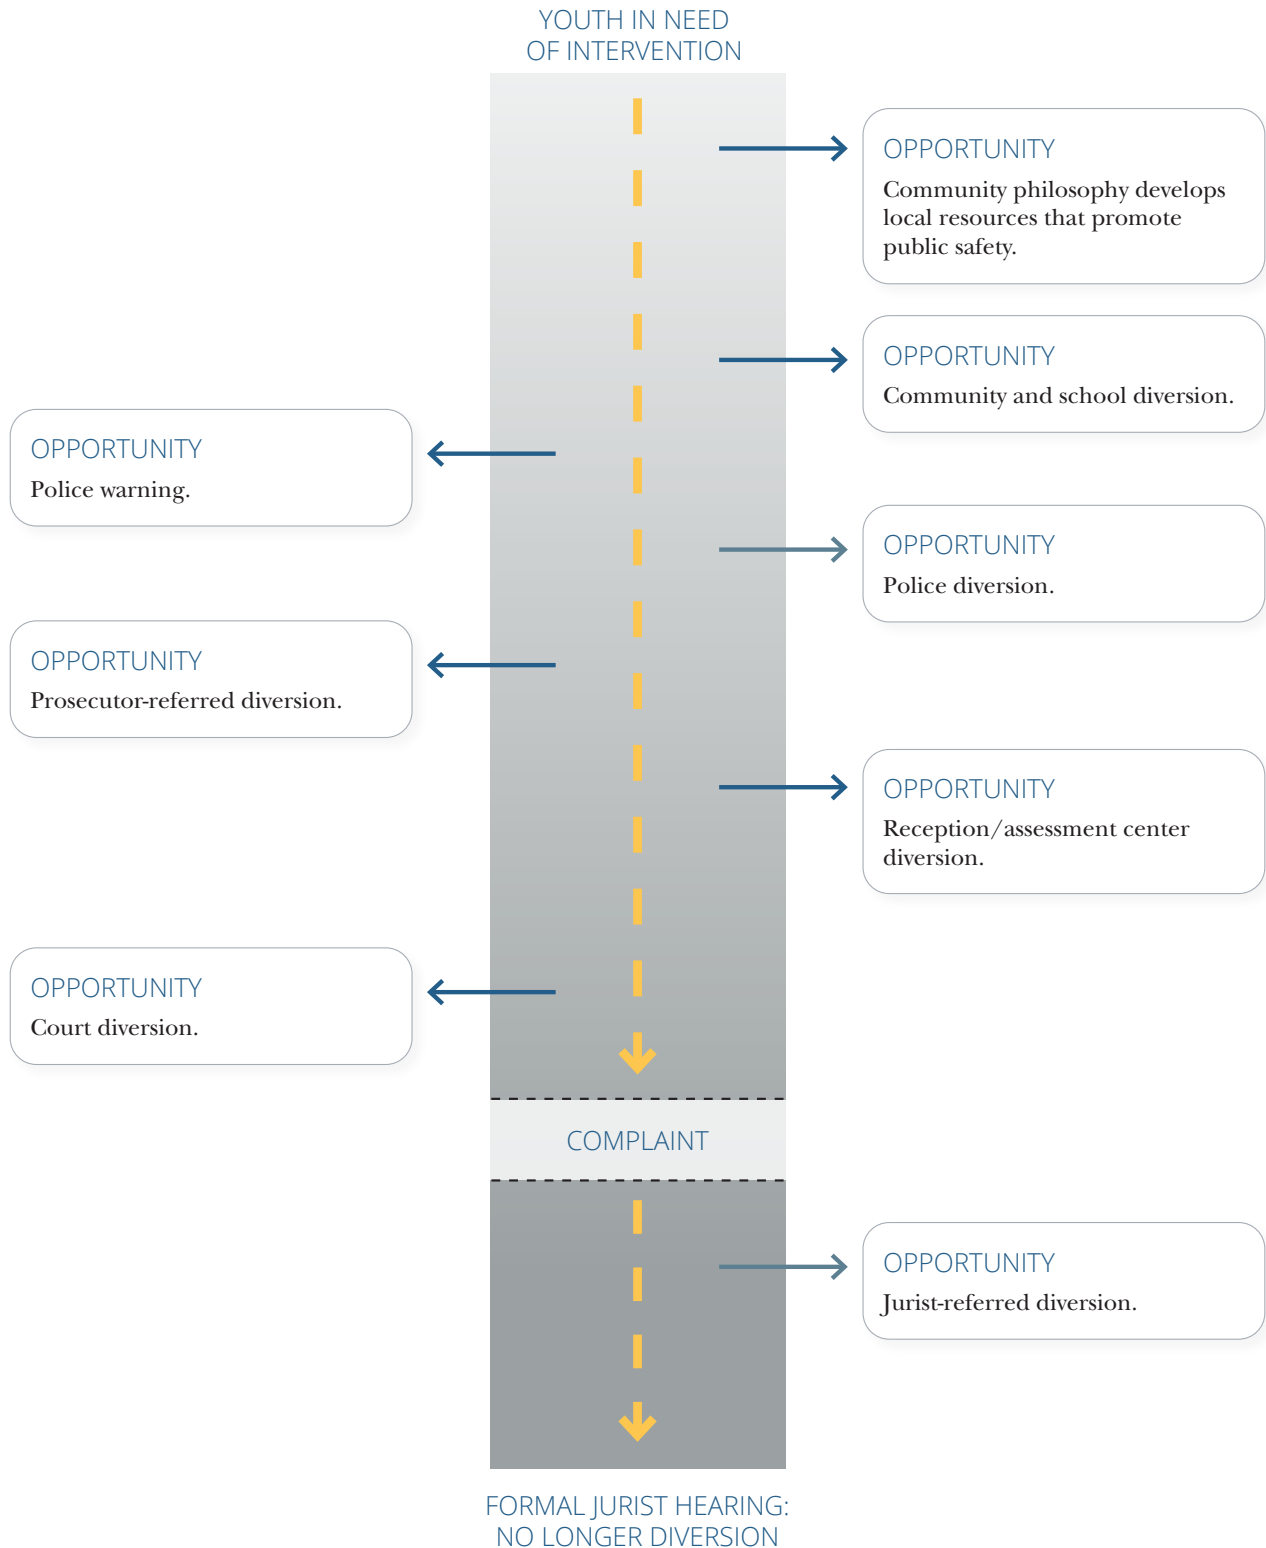 YOUTH IN NEED
OF INTERVENTION
OPPORTUNITY
Community philosophy develops
local resources that promote
public safety.
OPPORTUNITY
Community and school diversion.
OPPORTUNITY
Police warning.
OPPORTUNITY
Police diversion.
OPPORTUNITY
Prosecutor-referred diversion.
OPPORTUNITY
Reception/assessment center
diversion.
OPPORTUNITY
Court diversion.
COMPLAINT
OPPORTUNITY
Jurist-referred diversion.
FORMAL JURIST HEARING:
NO LONGER DIVERSION